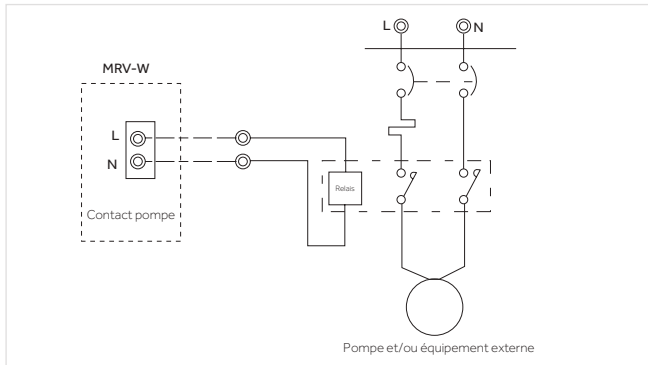 L N
MRV-W
L
N
Relais
Contact pompe
Pompe et/ou équipement externe